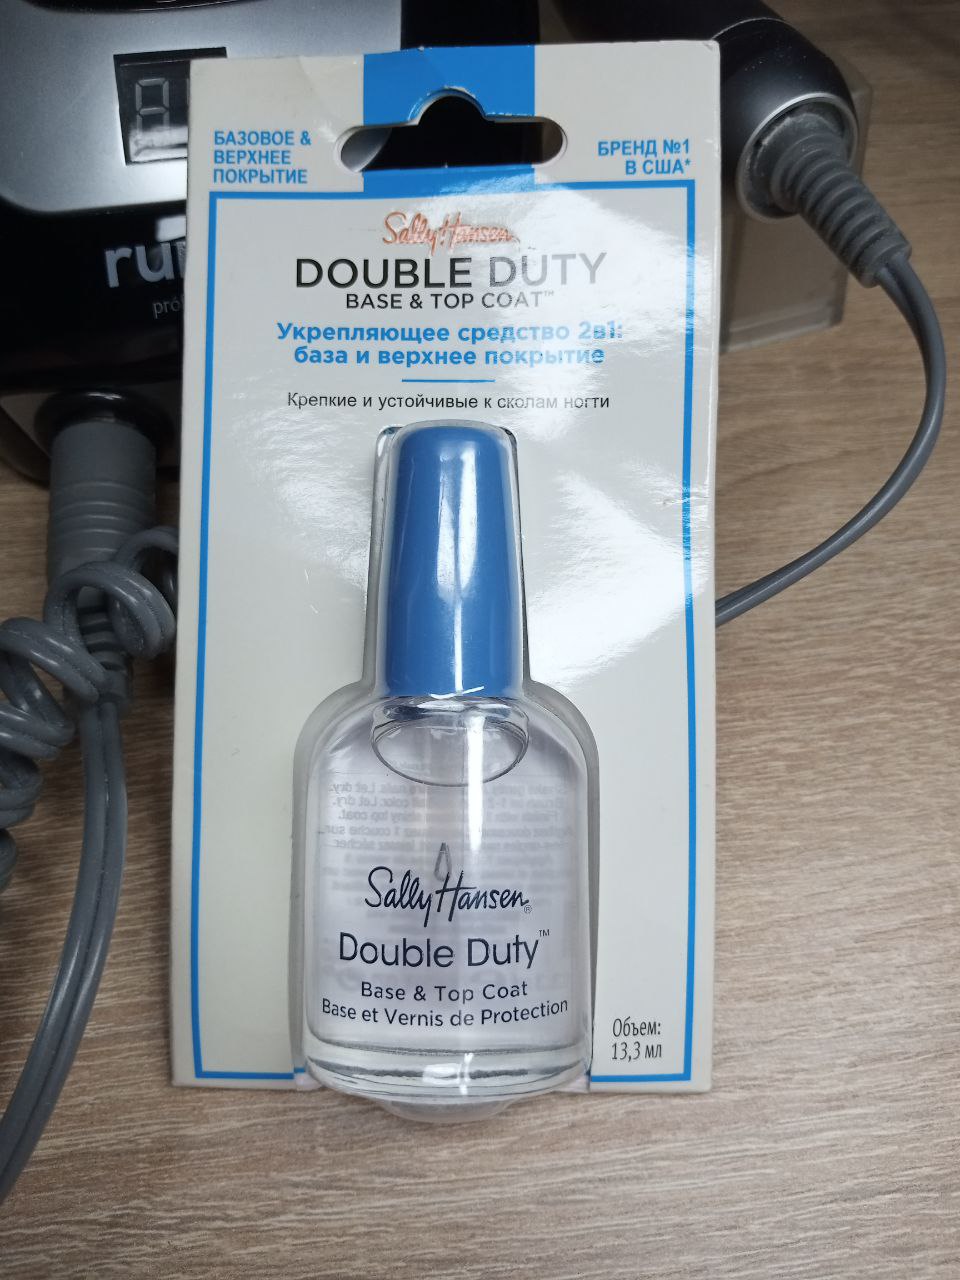 БАЗОВОЕ &
ВЕРХНЕЕ
ПОКРЫТИЕ
БРЕНД №1
В США*
Sally Hansen
DOUBLE DUTY
BASE & TOP COAT™
Укрепляющее средство 2в1:
база и верхнее покрытие
Крепкие и устойчивые к сколам ногти
Sally Hansen®
Double Duty™
Base & Top Coat
Base et Vernis de Protection
Объем:
13,3 мл